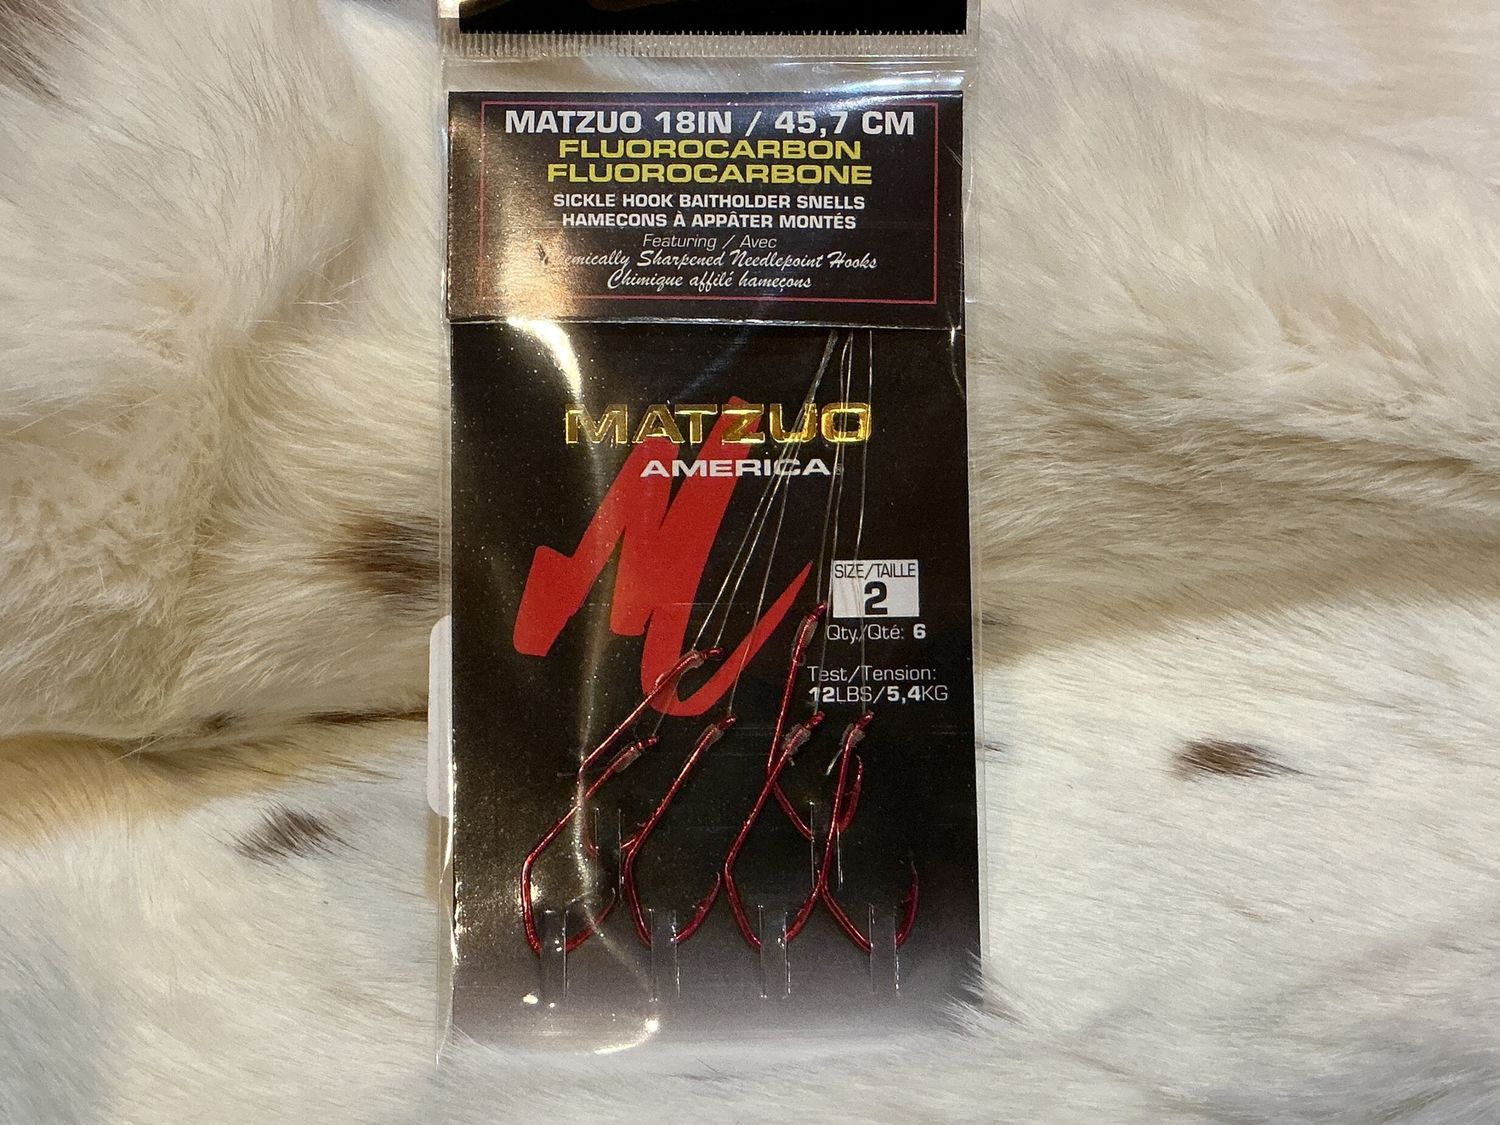 MATZUO 18IN / 45,7 CM
FLUOROCARBON
FLUOROCARBONE
SICKLE HOOK BAITHOLDER SNELLS
HAMEÇONS À APPÂTER MONTÉS
Featuring / Avec
Chemically Sharpened Needlepoint Hooks
Chimique affilé hameçons
MATZUO
AMERICA
SIZE/TAILLE
2
Qty./Qté: 6
Test/Tension:
12LBS/5,4KG